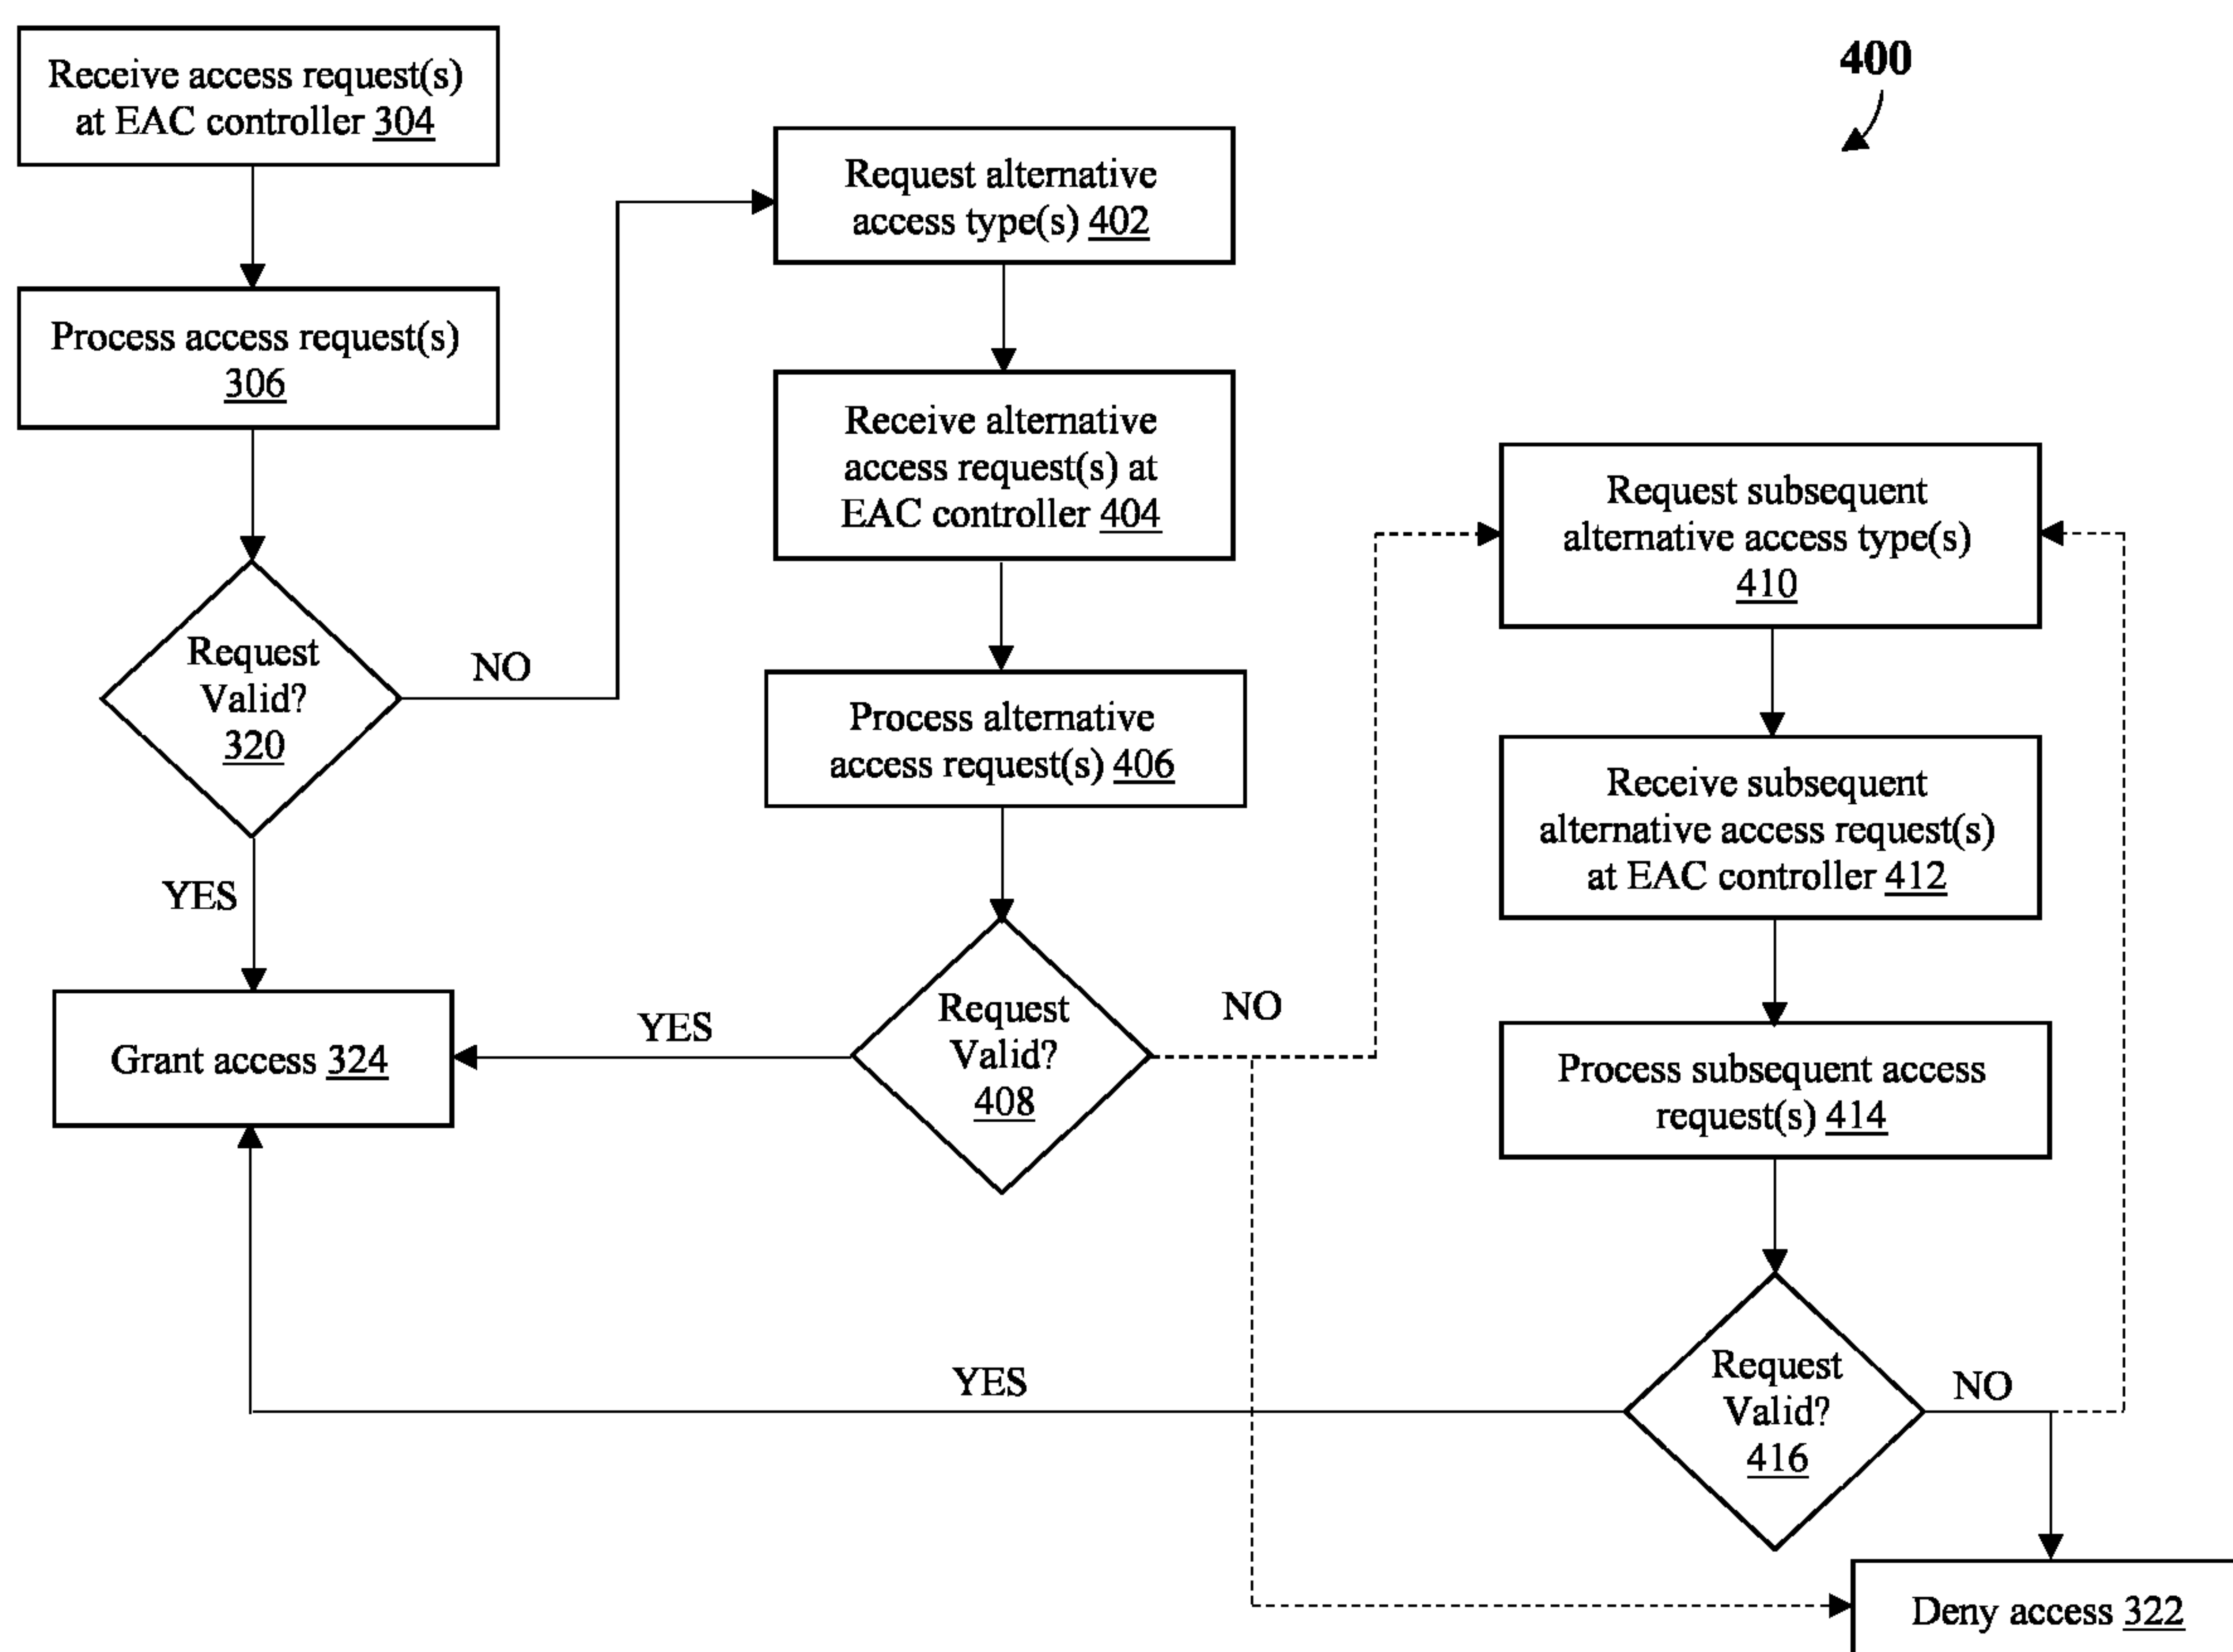 400
Receive access request(s)
at EAC controller 304
Process access request(s)
306
Request
Valid?
320
NO
YES
Grant access 324
Request alternative
access type(s) 402
Receive alternative
access request(s) at
EAC controller 404
Process alternative
access request(s) 406
Request
Valid?
408
YES
NO
Request subsequent
alternative access type(s)
410
Receive subsequent
alternative access request(s)
at EAC controller 412
Process subsequent access
request(s) 414
Request
Valid?
416
YES
NO
Deny access 322